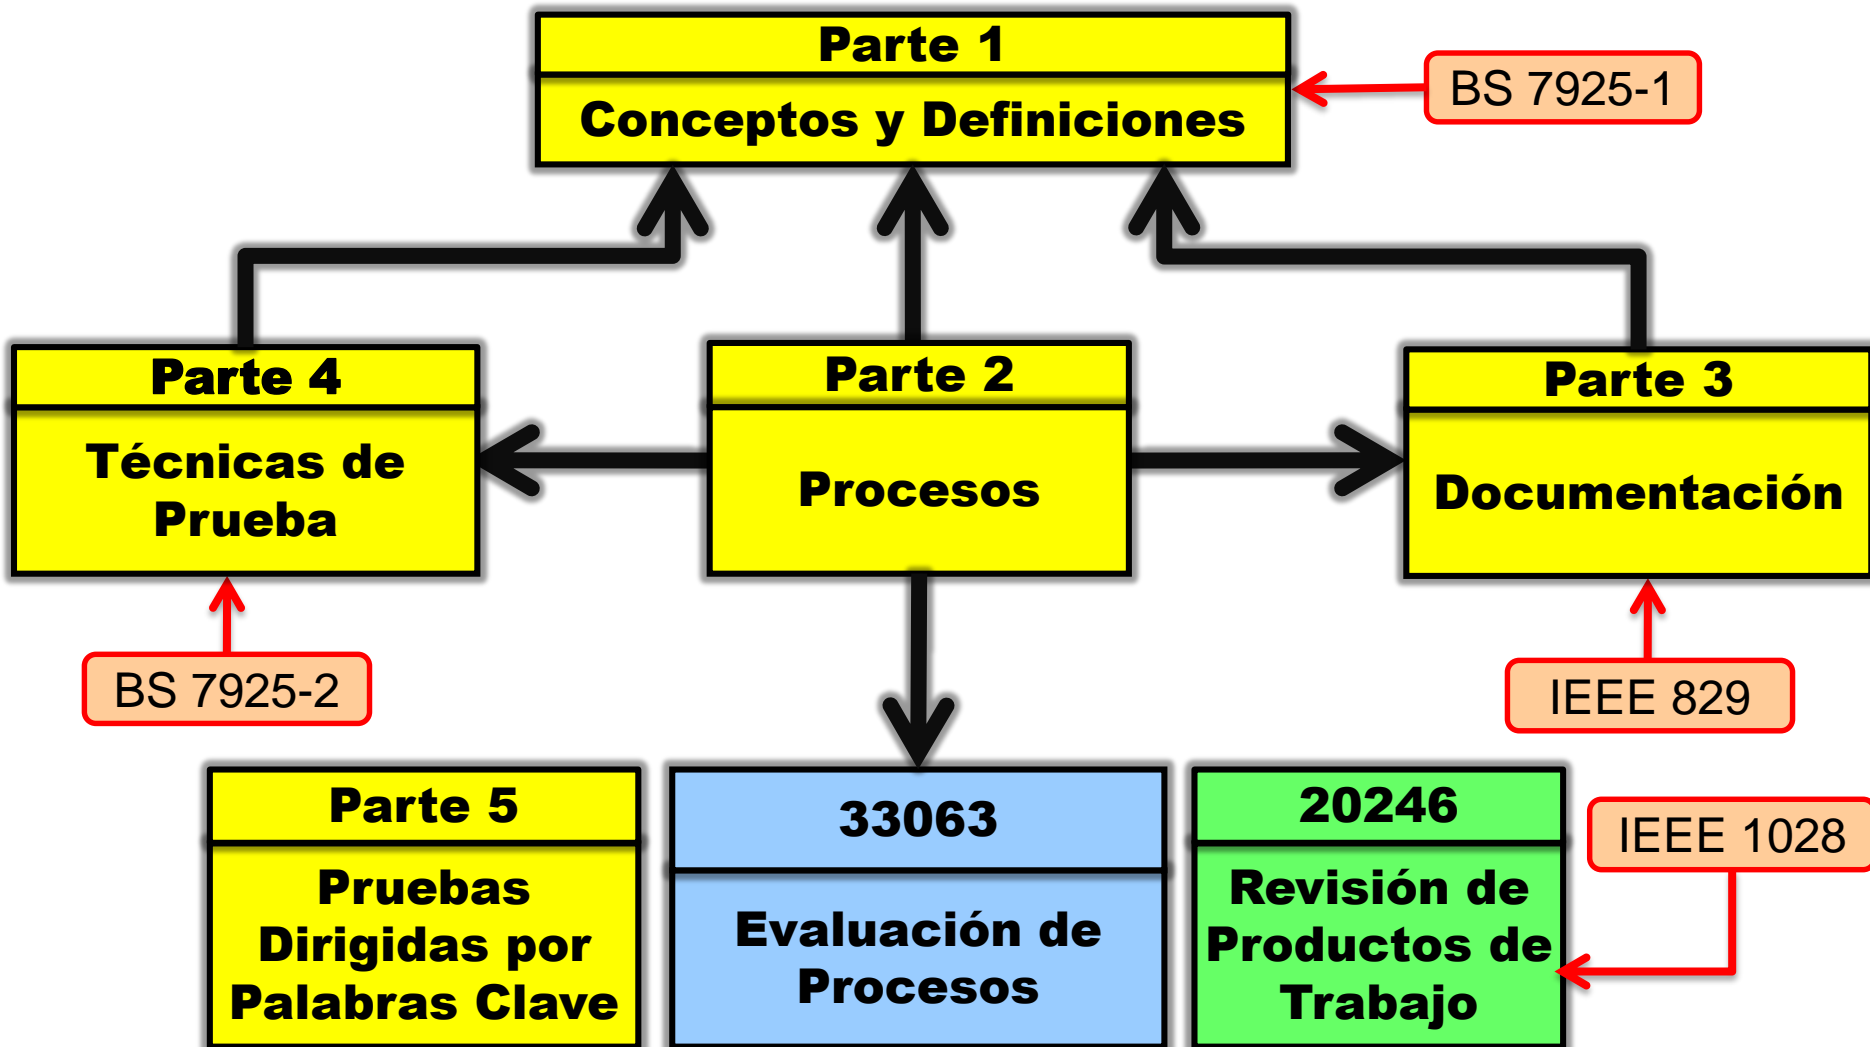 Parte 1
Conceptos y Definiciones
BS 7925-1
Parte 4
Técnicas de
Prueba
Parte 2
Procesos
Parte 3
Documentación
BS 7925-2
IEEE 829
Parte 5
Pruebas
Dirigidas por
Palabras Clave
33063
Evaluación de
Procesos
20246
Revisión de
Productos de
Trabajo
IEEE 1028